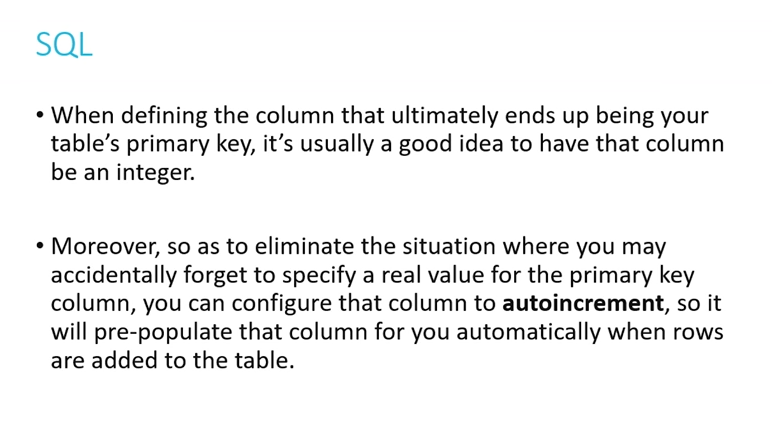 SQL
• When defining the column that ultimately ends up being your
table’s primary key, it’s usually a good idea to have that column
be an integer.
• Moreover, so as to eliminate the situation where you may
accidentally forget to specify a real value for the primary key
column, you can configure that column to autoincrement, so it
will pre-populate that column for you automatically when rows
are added to the table.